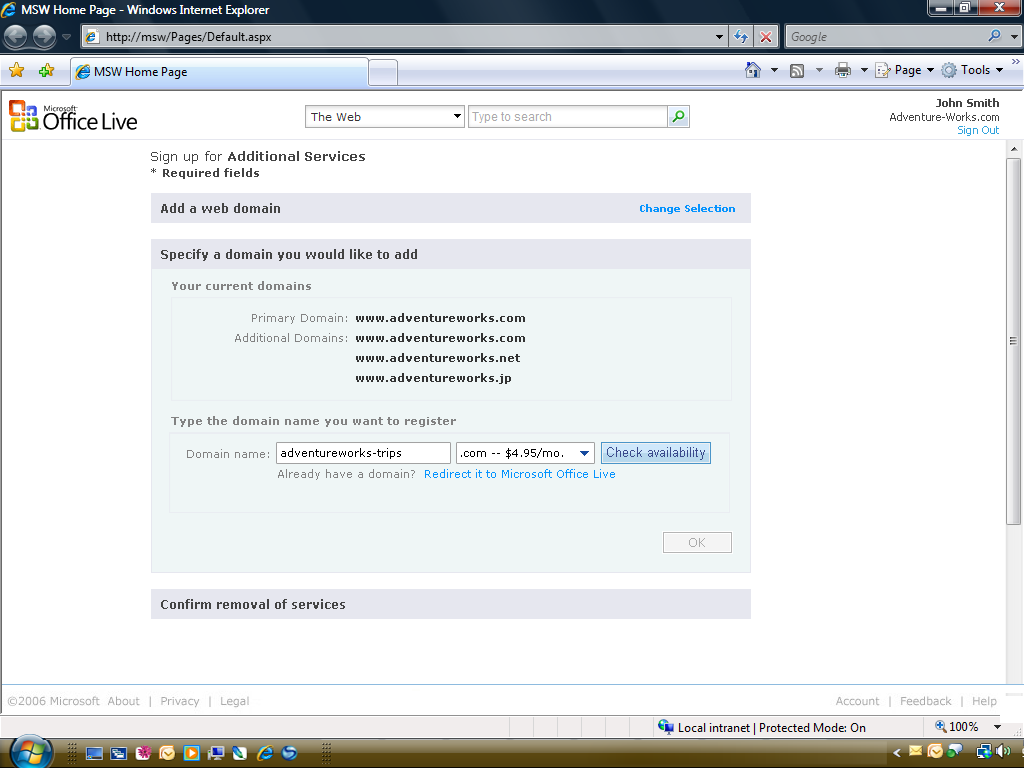 MSW Home Page - Windows Internet Explorer
http://msw/Pages/Default.aspx
Google
MSW Home Page
Page
Tools
Microsoft
Office Live
The Web
Type to search
John Smith
Adventure-Works.com
Sign Out
Sign up for Additional Services
* Required fields
Add a web domain Change Selection
Specify a domain you would like to add
Your current domains
Primary Domain: www.adventureworks.com
Additional Domains: www.adventureworks.com
www.adventureworks.net
www.adventureworks.jp
Type the domain name you want to register
Domain name: adventureworks-trips .com -- $4.95/mo. Check availability
Already have a domain? Redirect it to Microsoft Office Live
OK
Confirm removal of services
©2006 Microsoft About | Privacy | Legal Account | Feedback | Help
Local intranet | Protected Mode: On 100%